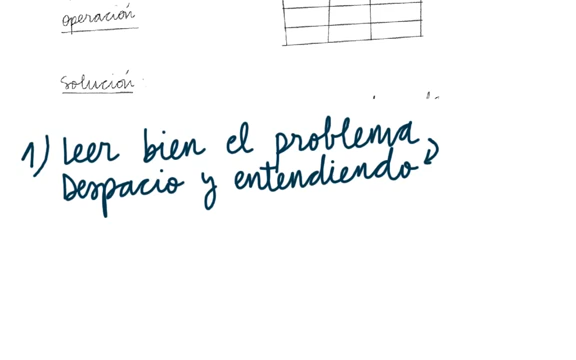 operación
solución
1) Leer bien el problema
Despacio y entendiendo